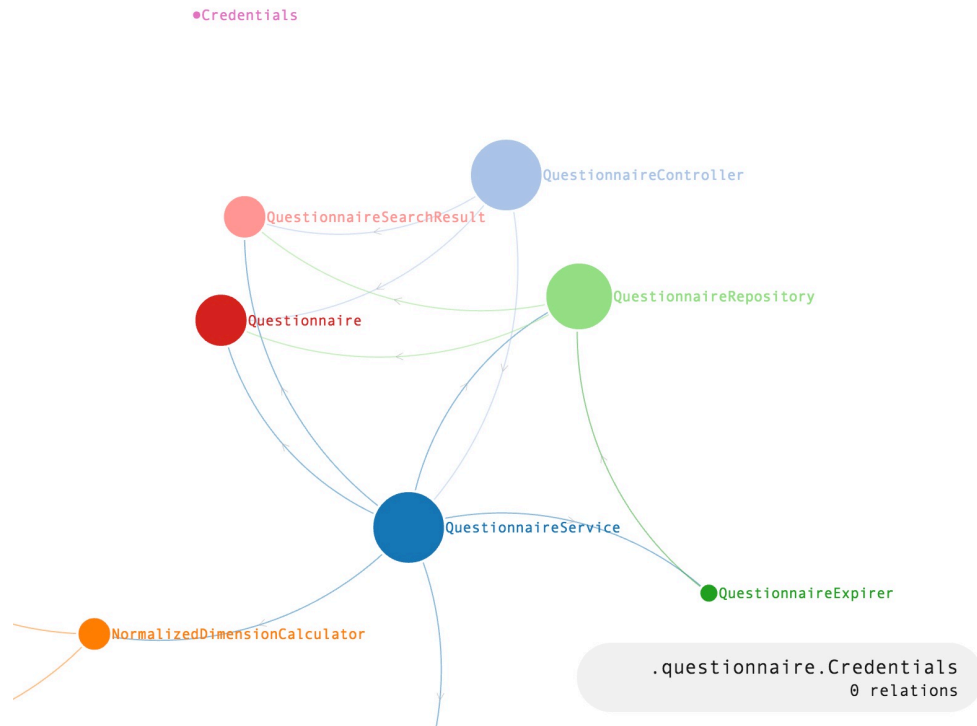 Credentials
QuestionnaireController
QuestionnaireSearchResult
QuestionnaireRepository
Questionnaire
QuestionnaireService
QuestionnaireExpirer
NormalizedDimensionCalculator
.questionnaire.Credentials
0 relations